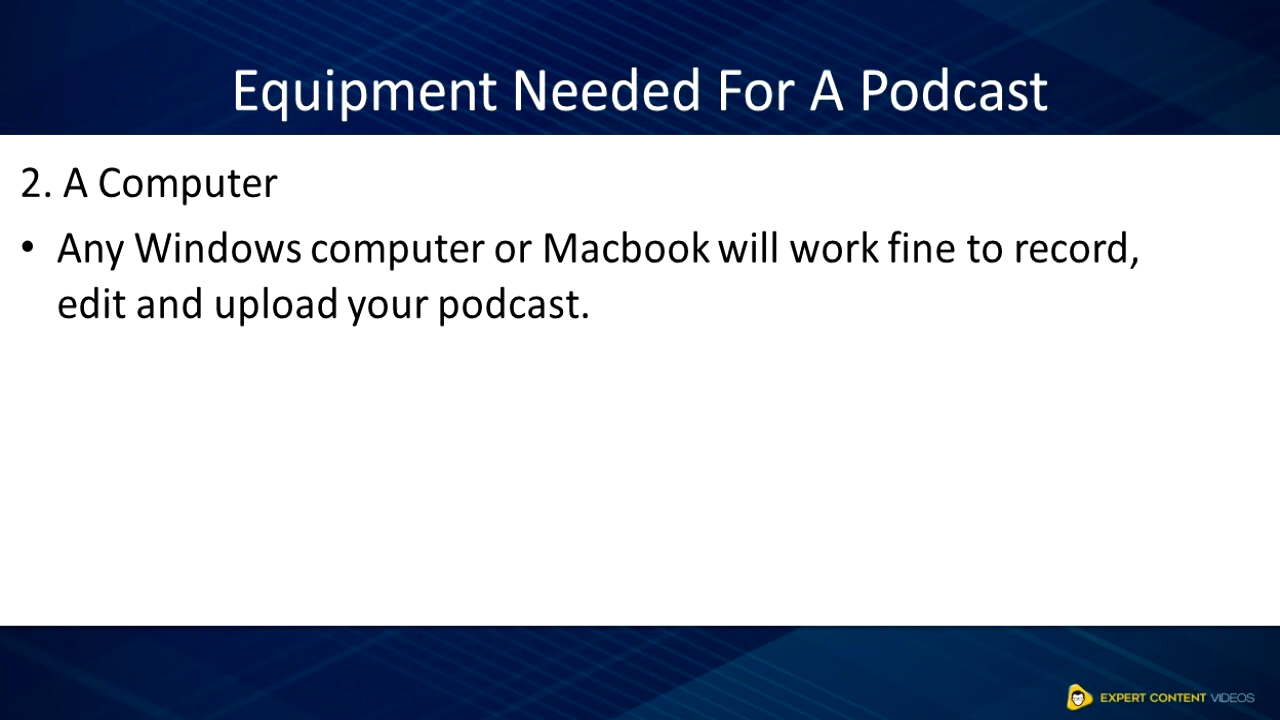 Equipment Needed For A Podcast
2. A Computer
• Any Windows computer or Macbook will work fine to record,
edit and upload your podcast.
EXPERT CONTENT VIDEOS